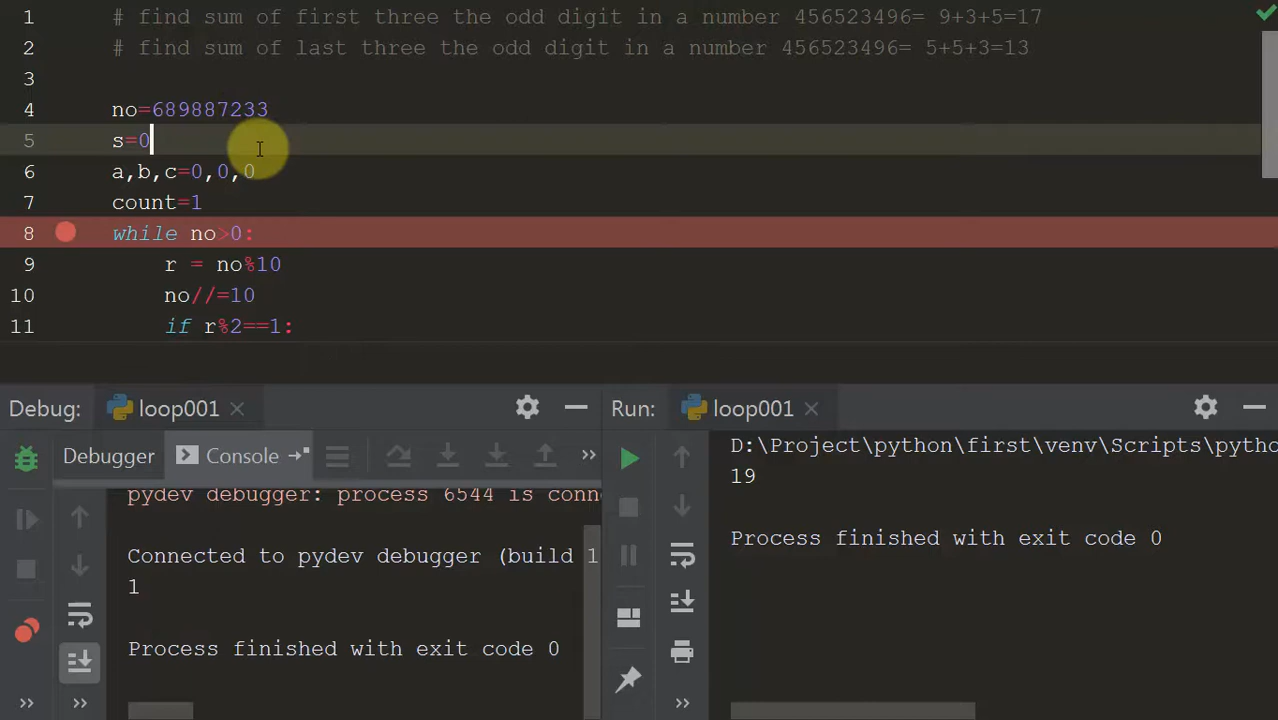 1 # find sum of first three the odd digit in a number 456523496= 9+3+5=17
2 # find sum of last three the odd digit in a number 456523496= 5+5+3=13
3
4 no=689887233
5 s=0
6 a,b,c=0,0,0
7 count=1
8 while no>0:
9 r = no%10
10 no//=10
11 if r%2==1:
Debug: loop001
Debugger Console
pydev debugger: process 6544 is conn
Connected to pydev debugger (build 1
1
Process finished with exit code 0
Run: loop001
D:\Project\python\first\venv\Scripts\pytho
19
Process finished with exit code 0